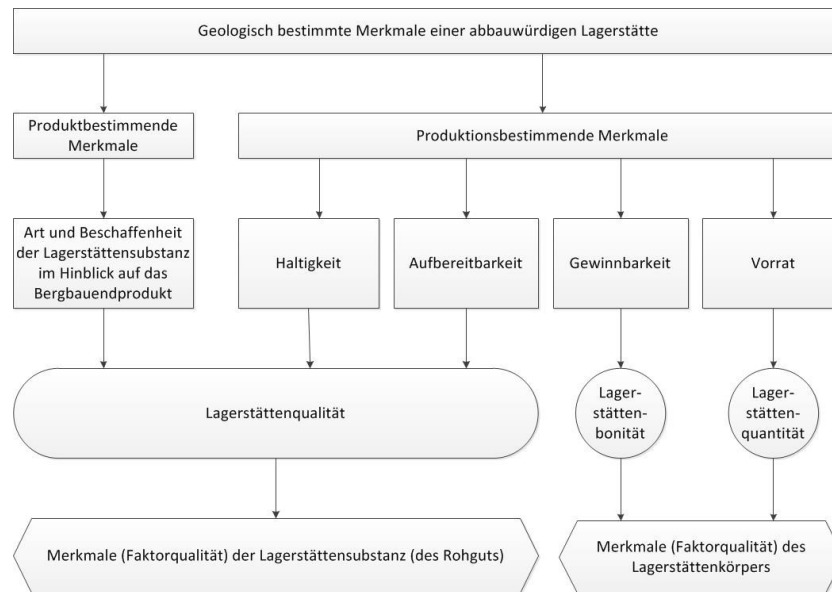 Geologisch bestimmte Merkmale einer abbauwürdigen Lagerstätte
Produktbestimmende
Merkmale
Produktionsbestimmende Merkmale
Art und Beschaffenheit
der Lagerstättensubstanz
im Hinblick auf das
Bergbauendprodukt
Haltigkeit
Aufbereitbarkeit
Gewinnbarkeit
Vorrat
Lagerstättenqualität
Lager-
stätten-
bonität
Lager-
stätten-
quantität
Merkmale (Faktorqualität) der Lagerstättensubstanz (des Rohguts)
Merkmale (Faktorqualität) des
Lagerstättenkörpers